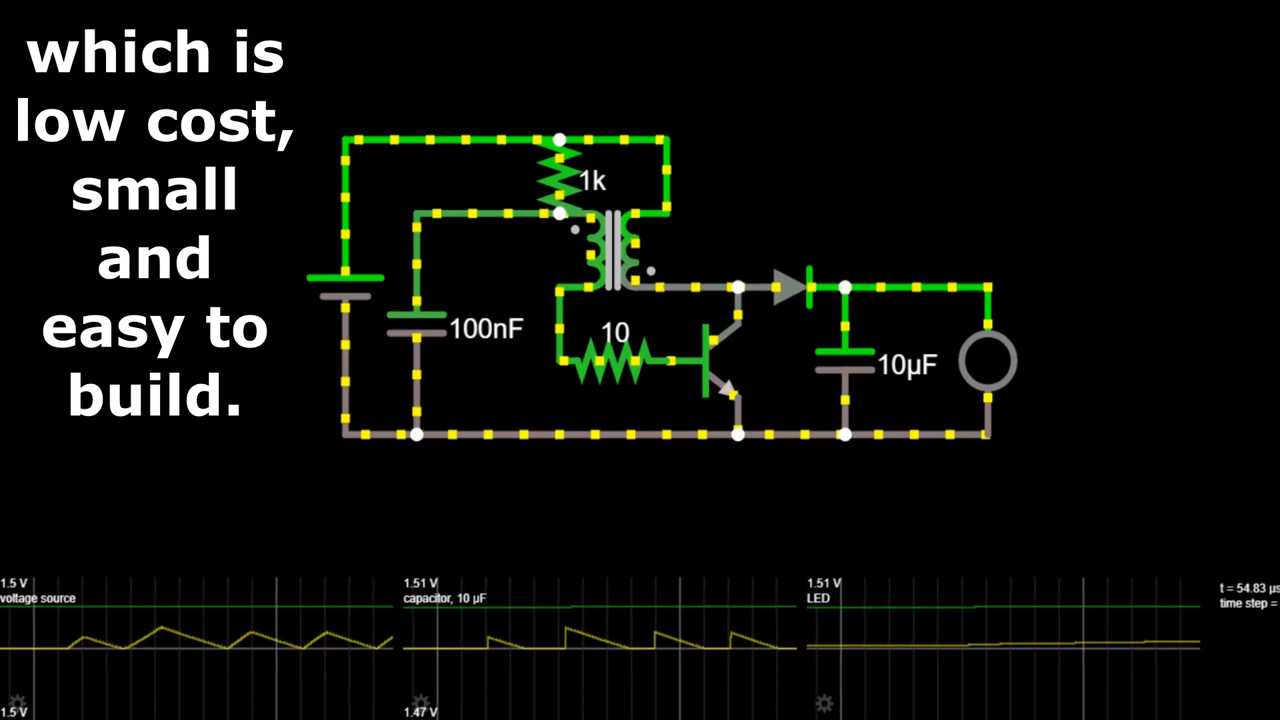 which is
low cost,
small
and
easy to
build.
1k
100nF
10
10µF
1.5 V
voltage source
1.5 V
1.51 V
capacitor, 10 µF
1.47 V
1.51 V
LED
t = 54.83 µs
time step =